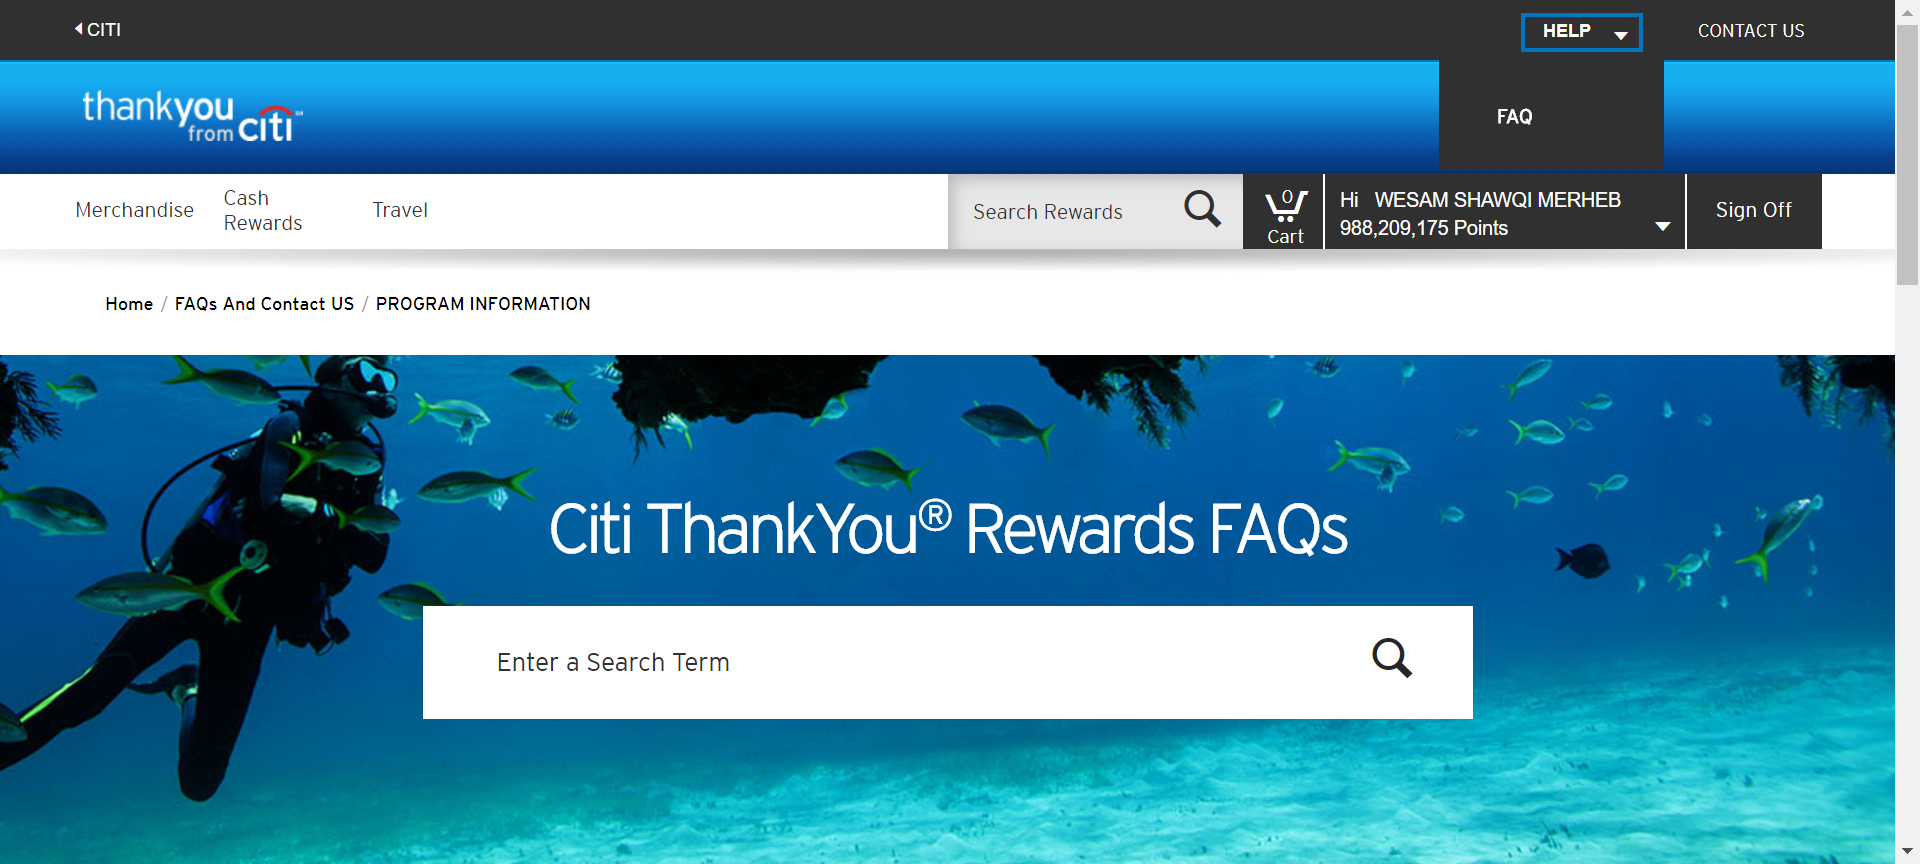 CITI
HELP
CONTACT US
thankyou
from citi SM
FAQ
Merchandise
Cash
Rewards
Travel
Search Rewards
0
Cart
Hi WESAM SHAWQI MERHEB
988,209,175 Points
Sign Off
Home / FAQs And Contact US / PROGRAM INFORMATION
Citi ThankYou® Rewards FAQs
Enter a Search Term